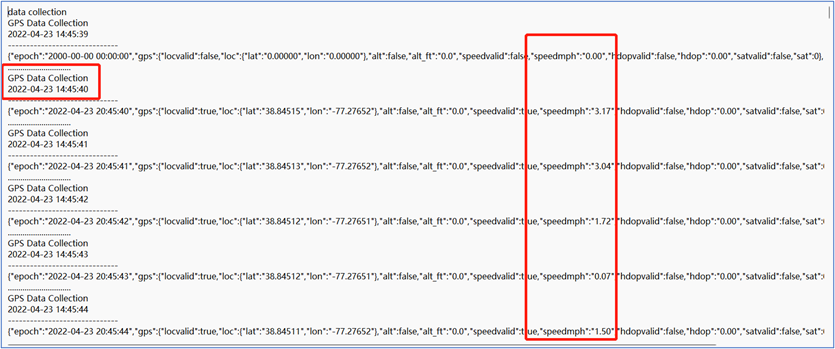 data collection
GPS Data Collection
2022-04-23 14:45:39
--------------------------------
{"epoch":"2000-00-00 00:00:00","gps":{"locvalid":false,"loc":{"lat":"0.00000","lon":"0.00000"},"alt":false,"alt_ft":"0.0","speedvalid":false,"speedmph":"0.00","hdopvalid":false,"hdop":"0.00","satvalid":false,"sat":0},
..............................
GPS Data Collection
2022-04-23 14:45:40
--------------------------------
{"epoch":"2022-04-23 20:45:40","gps":{"locvalid":true,"loc":{"lat":"38.84515","lon":"-77.27652"},"alt":false,"alt_ft":"0.0","speedvalid":true,"speedmph":"3.17","hdopvalid":false,"hdop":"0.00","satvalid":false,"sat":0
..............................
GPS Data Collection
2022-04-23 14:45:41
--------------------------------
{"epoch":"2022-04-23 20:45:41","gps":{"locvalid":true,"loc":{"lat":"38.84513","lon":"-77.27652"},"alt":false,"alt_ft":"0.0","speedvalid":true,"speedmph":"3.04","hdopvalid":false,"hdop":"0.00","satvalid":false,"sat":0
..............................
GPS Data Collection
2022-04-23 14:45:42
--------------------------------
{"epoch":"2022-04-23 20:45:42","gps":{"locvalid":true,"loc":{"lat":"38.84512","lon":"-77.27651"},"alt":false,"alt_ft":"0.0","speedvalid":true,"speedmph":"1.72","hdopvalid":false,"hdop":"0.00","satvalid":false,"sat":0
..............................
GPS Data Collection
2022-04-23 14:45:43
--------------------------------
{"epoch":"2022-04-23 20:45:43","gps":{"locvalid":true,"loc":{"lat":"38.84512","lon":"-77.27651"},"alt":false,"alt_ft":"0.0","speedvalid":true,"speedmph":"0.07","hdopvalid":false,"hdop":"0.00","satvalid":false,"sat":0
..............................
GPS Data Collection
2022-04-23 14:45:44
--------------------------------
{"epoch":"2022-04-23 20:45:44","gps":{"locvalid":true,"loc":{"lat":"38.84511","lon":"-77.27652"},"alt":false,"alt_ft":"0.0","speedvalid":true,"speedmph":"1.50","hdopvalid":false,"hdop":"0.00","satvalid":false,"sat":0